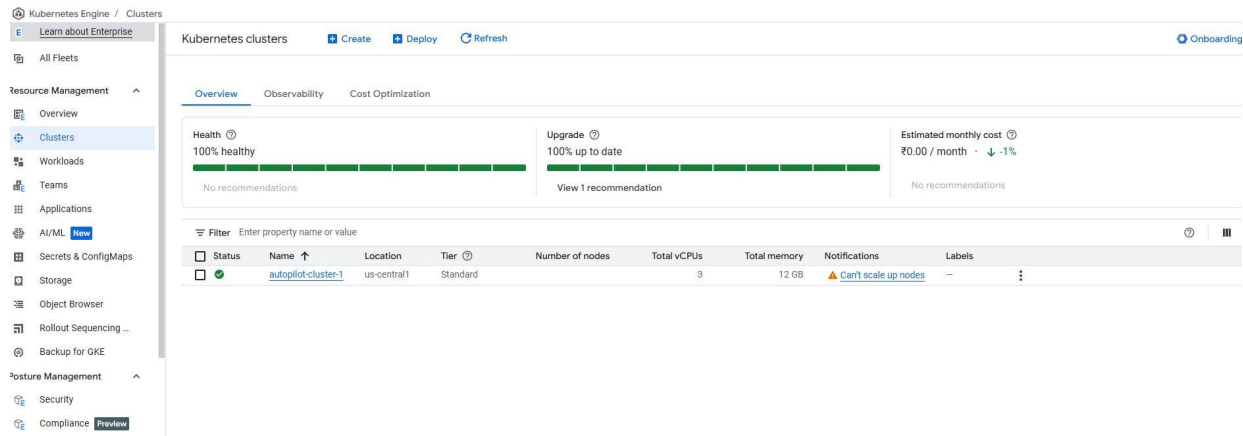 Kubernetes Engine / Clusters
E Learn about Enterprise
All Fleets
Resource Management
Overview
Clusters
Workloads
Teams
Applications
AI/ML New
Secrets & ConfigMaps
Storage
Object Browser
Rollout Sequencing ...
Backup for GKE
Posture Management
Security
Compliance Preview
Kubernetes clusters Create Deploy Refresh Onboarding
Overview Observability Cost Optimization
Health
100% healthy
No recommendations
Upgrade
100% up to date
View 1 recommendation
Estimated monthly cost
₹0.00 / month · ↓ -1%
No recommendations
Filter Enter property name or value
Status Name ↑ Location Tier Number of nodes Total vCPUs Total memory Notifications Labels
autopilot-cluster-1 us-central1 Standard 3 12 GB Can't scale up nodes –